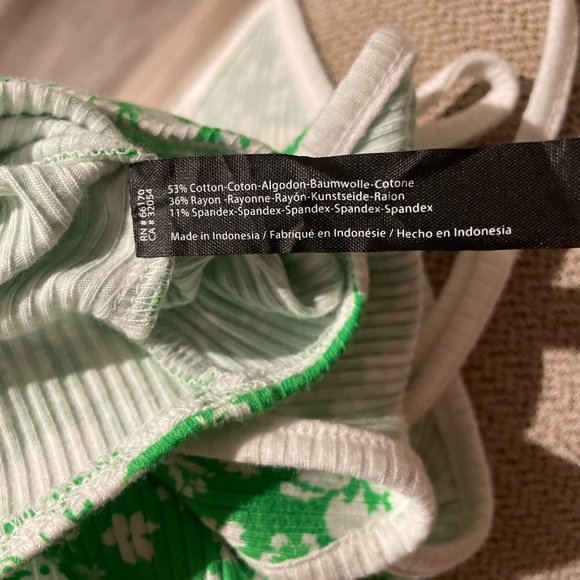 RN # 66170
CA # 32054
53% Cotton-Coton-Algodon-Baumwolle-Cotone
36% Rayon -Rayonne-Rayón-Kunstseide-Raion
11% Spandex-Spandex-Spandex-Spandex-Spandex
Made in Indonesia / Fabriqué en Indonésie / Hecho en Indonesia